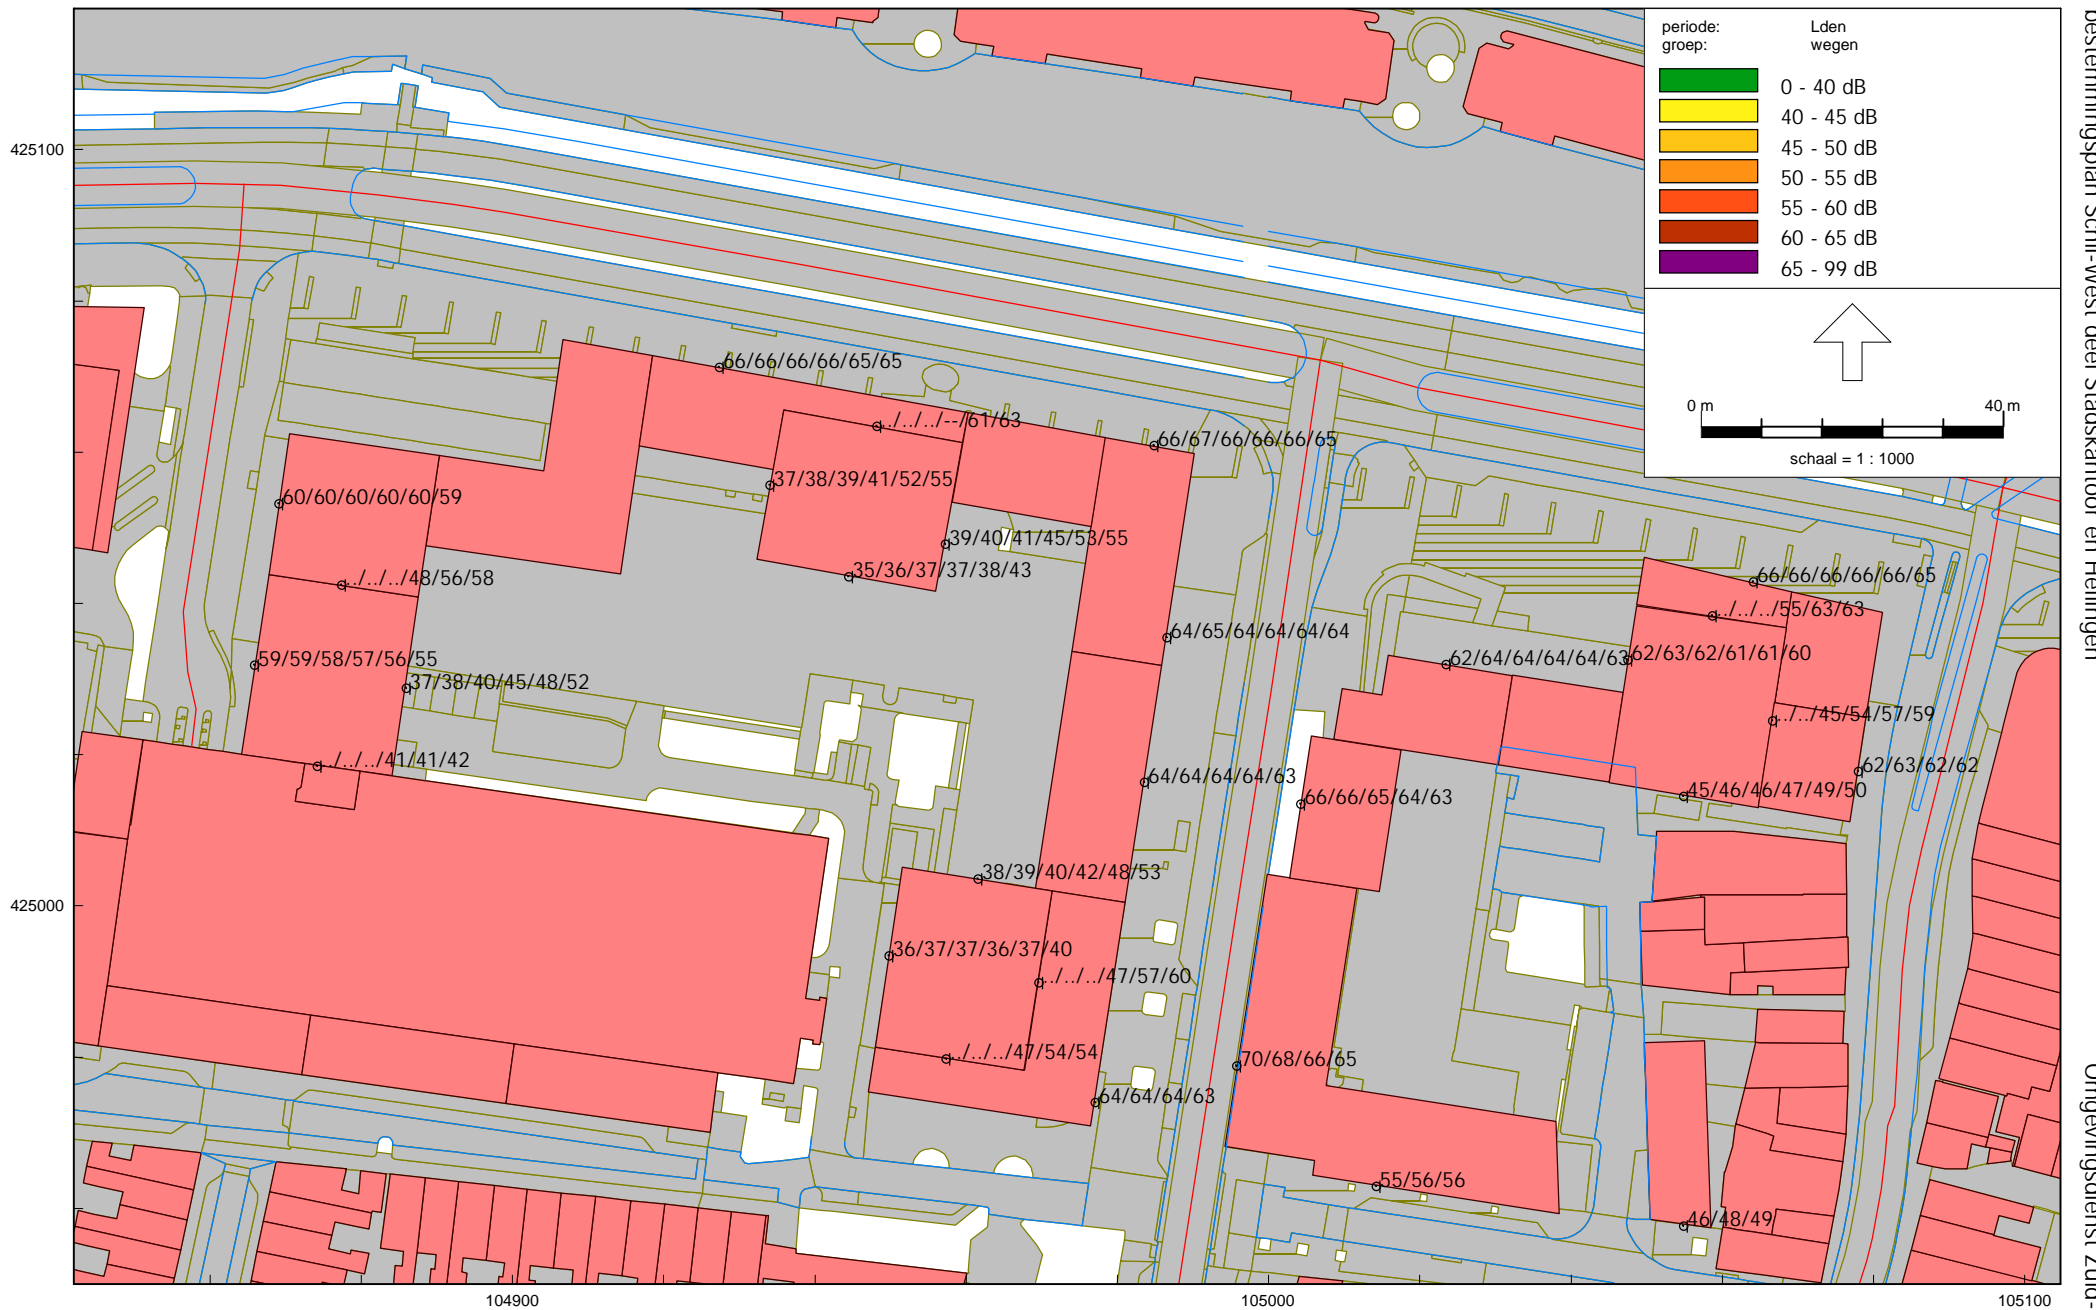 periode: Lden
groep: wegen
0 - 40 dB
40 - 45 dB
45 - 50 dB
50 - 55 dB
55 - 60 dB
60 - 65 dB
65 - 99 dB
0 m 40 m
schaal = 1 : 1000
bestemmingsplan Schil-West deel Stadskantoor en Hellingen
Omgevingsdienst Zuid-
425100
66/66/66/66/65/65
../../../--/61/63
66/67/66/66/66/65
37/38/39/41/52/55
60/60/60/60/60/59
39/40/41/45/53/55
35/36/37/37/38/43
../../../48/56/58
66/66/66/66/66/65
../../../55/63/63
64/65/64/64/64/64
59/59/58/57/56/55
62/64/64/64/64/63
62/63/62/61/61/60
37/38/40/45/48/52
../../45/54/57/59
../../../41/41/42
64/64/64/64/63
62/63/62/62
66/66/65/64/63
45/46/46/47/49/50
38/39/40/42/48/53
425000
36/37/37/36/37/40
../../../47/57/60
../../../47/54/54
70/68/66/65
64/64/64/63
55/56/56
46/48/49
104900
105000
105100